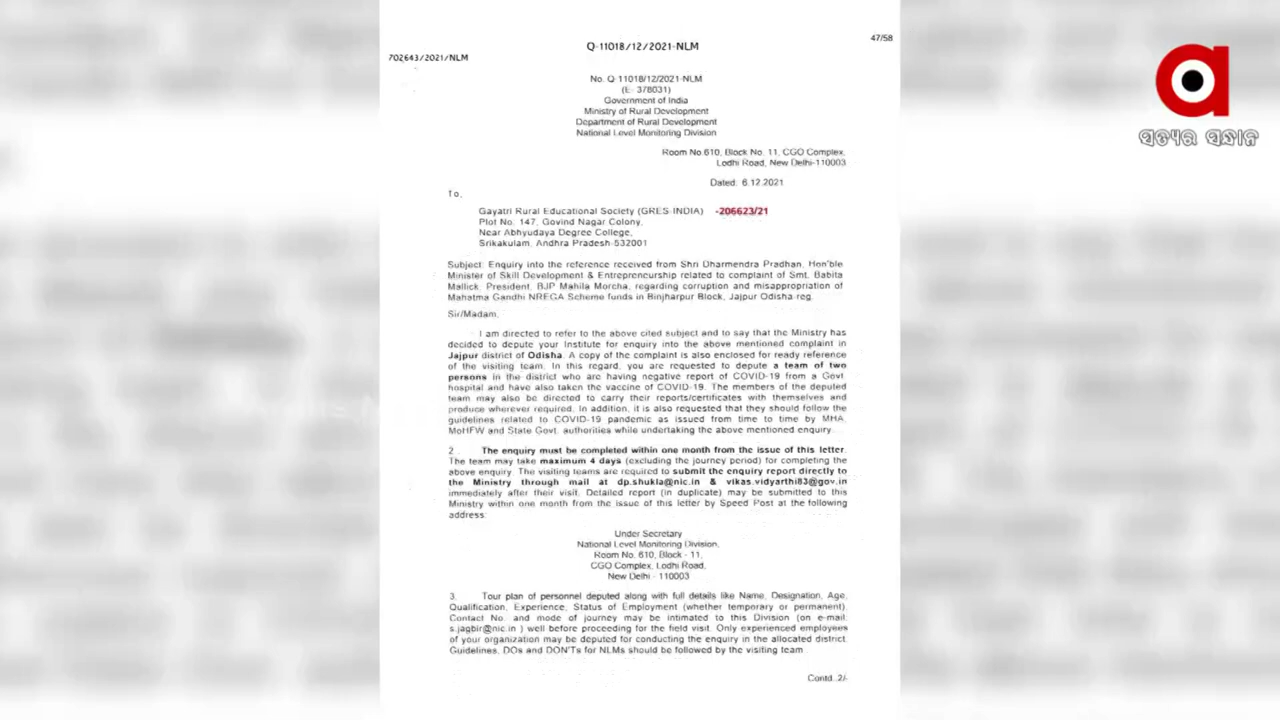 Q-11018/12/2021-NLM
47/58
702643/2021/NLM
No. Q-11018/12/2021-NLM
(E- 378031)
Government of India
Ministry of Rural Development
Department of Rural Development
National Level Monitoring Division
Room No.610, Block No. 11, CGO Complex,
Lodhi Road, New Delhi-110003
Dated: 6.12.2021
To,
Gayatri Rural Educational Society (GRES-INDIA) -206623/21
Plot No. 147, Govind Nagar Colony,
Near Abhyudaya Degree College,
Srikakulam, Andhra Pradesh-532001
Subject: Enquiry into the reference received from Shri Dharmendra Pradhan, Hon'ble
Minister of Skill Development & Entrepreneurship related to complaint of Smt. Babita
Mallick, President, BJP Mahila Morcha, regarding corruption and misappropriation of
Mahatma Gandhi NREGA Scheme funds in Binjharpur Block, Jajpur Odisha-reg.
Sir/Madam,
I am directed to refer to the above cited subject and to say that the Ministry has
decided to depute your Institute for enquiry into the above mentioned complaint in
Jajpur district of Odisha. A copy of the complaint is also enclosed for ready reference
of the visiting team. In this regard, you are requested to depute a team of two
persons in the district who are having negative report of COVID-19 from a Govt.
hospital and have also taken the vaccine of COVID-19. The members of the deputed
team may also be directed to carry their reports/certificates with themselves and
produce wherever required. In addition, it is also requested that they should follow the
guidelines related to COVID-19 pandemic as issued from time to time by MHA,
MoHFW and State Govt. authorities while undertaking the above mentioned enquiry.
2. The enquiry must be completed within one month from the issue of this letter.
The team may take maximum 4 days (excluding the journey period) for completing the
above enquiry. The visiting teams are required to submit the enquiry report directly to
the Ministry through mail at dp.shukla@nic.in & vikas.vidyarthi83@gov.in
immediately after their visit. Detailed report (in duplicate) may be submitted to this
Ministry within one month from the issue of this letter by Speed Post at the following
address:
Under Secretary
National Level Monitoring Division,
Room No. 610, Block - 11,
CGO Complex, Lodhi Road,
New Delhi - 110003
3. Tour plan of personnel deputed along with full details like Name, Designation, Age,
Qualification, Experience, Status of Employment (whether temporary or permanent),
Contact No. and mode of journey may be intimated to this Division (on e-mail:
s.jagbir@nic.in ) well before proceeding for the field visit. Only experienced employees
of your organization may be deputed for conducting the enquiry in the allocated district.
Guidelines, DOs and DON'Ts for NLMs should be followed by the visiting team.
Contd..2/-
a
ସତ୍ୟର ସନ୍ଧାନ